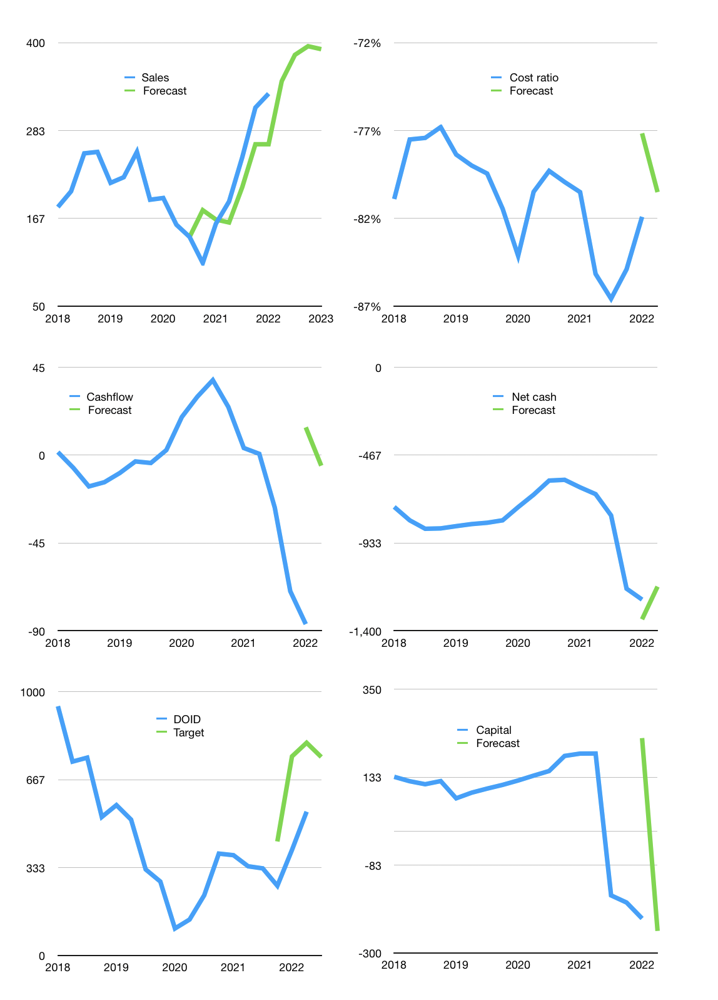 400
Sales
Forecast
283
167
50
2018 2019 2020 2021 2022 2023
-72%
Cost ratio
Forecast
-77%
-82%
-87%
2018 2019 2020 2021 2022
45
Cashflow
Forecast
0
-45
-90
2018 2019 2020 2021 2022
0
Net cash
Forecast
-467
-933
-1,400
2018 2019 2020 2021 2022
1000
DOID
Target
667
333
0
2018 2019 2020 2021 2022
350
Capital
Forecast
133
-83
-300
2018 2019 2020 2021 2022